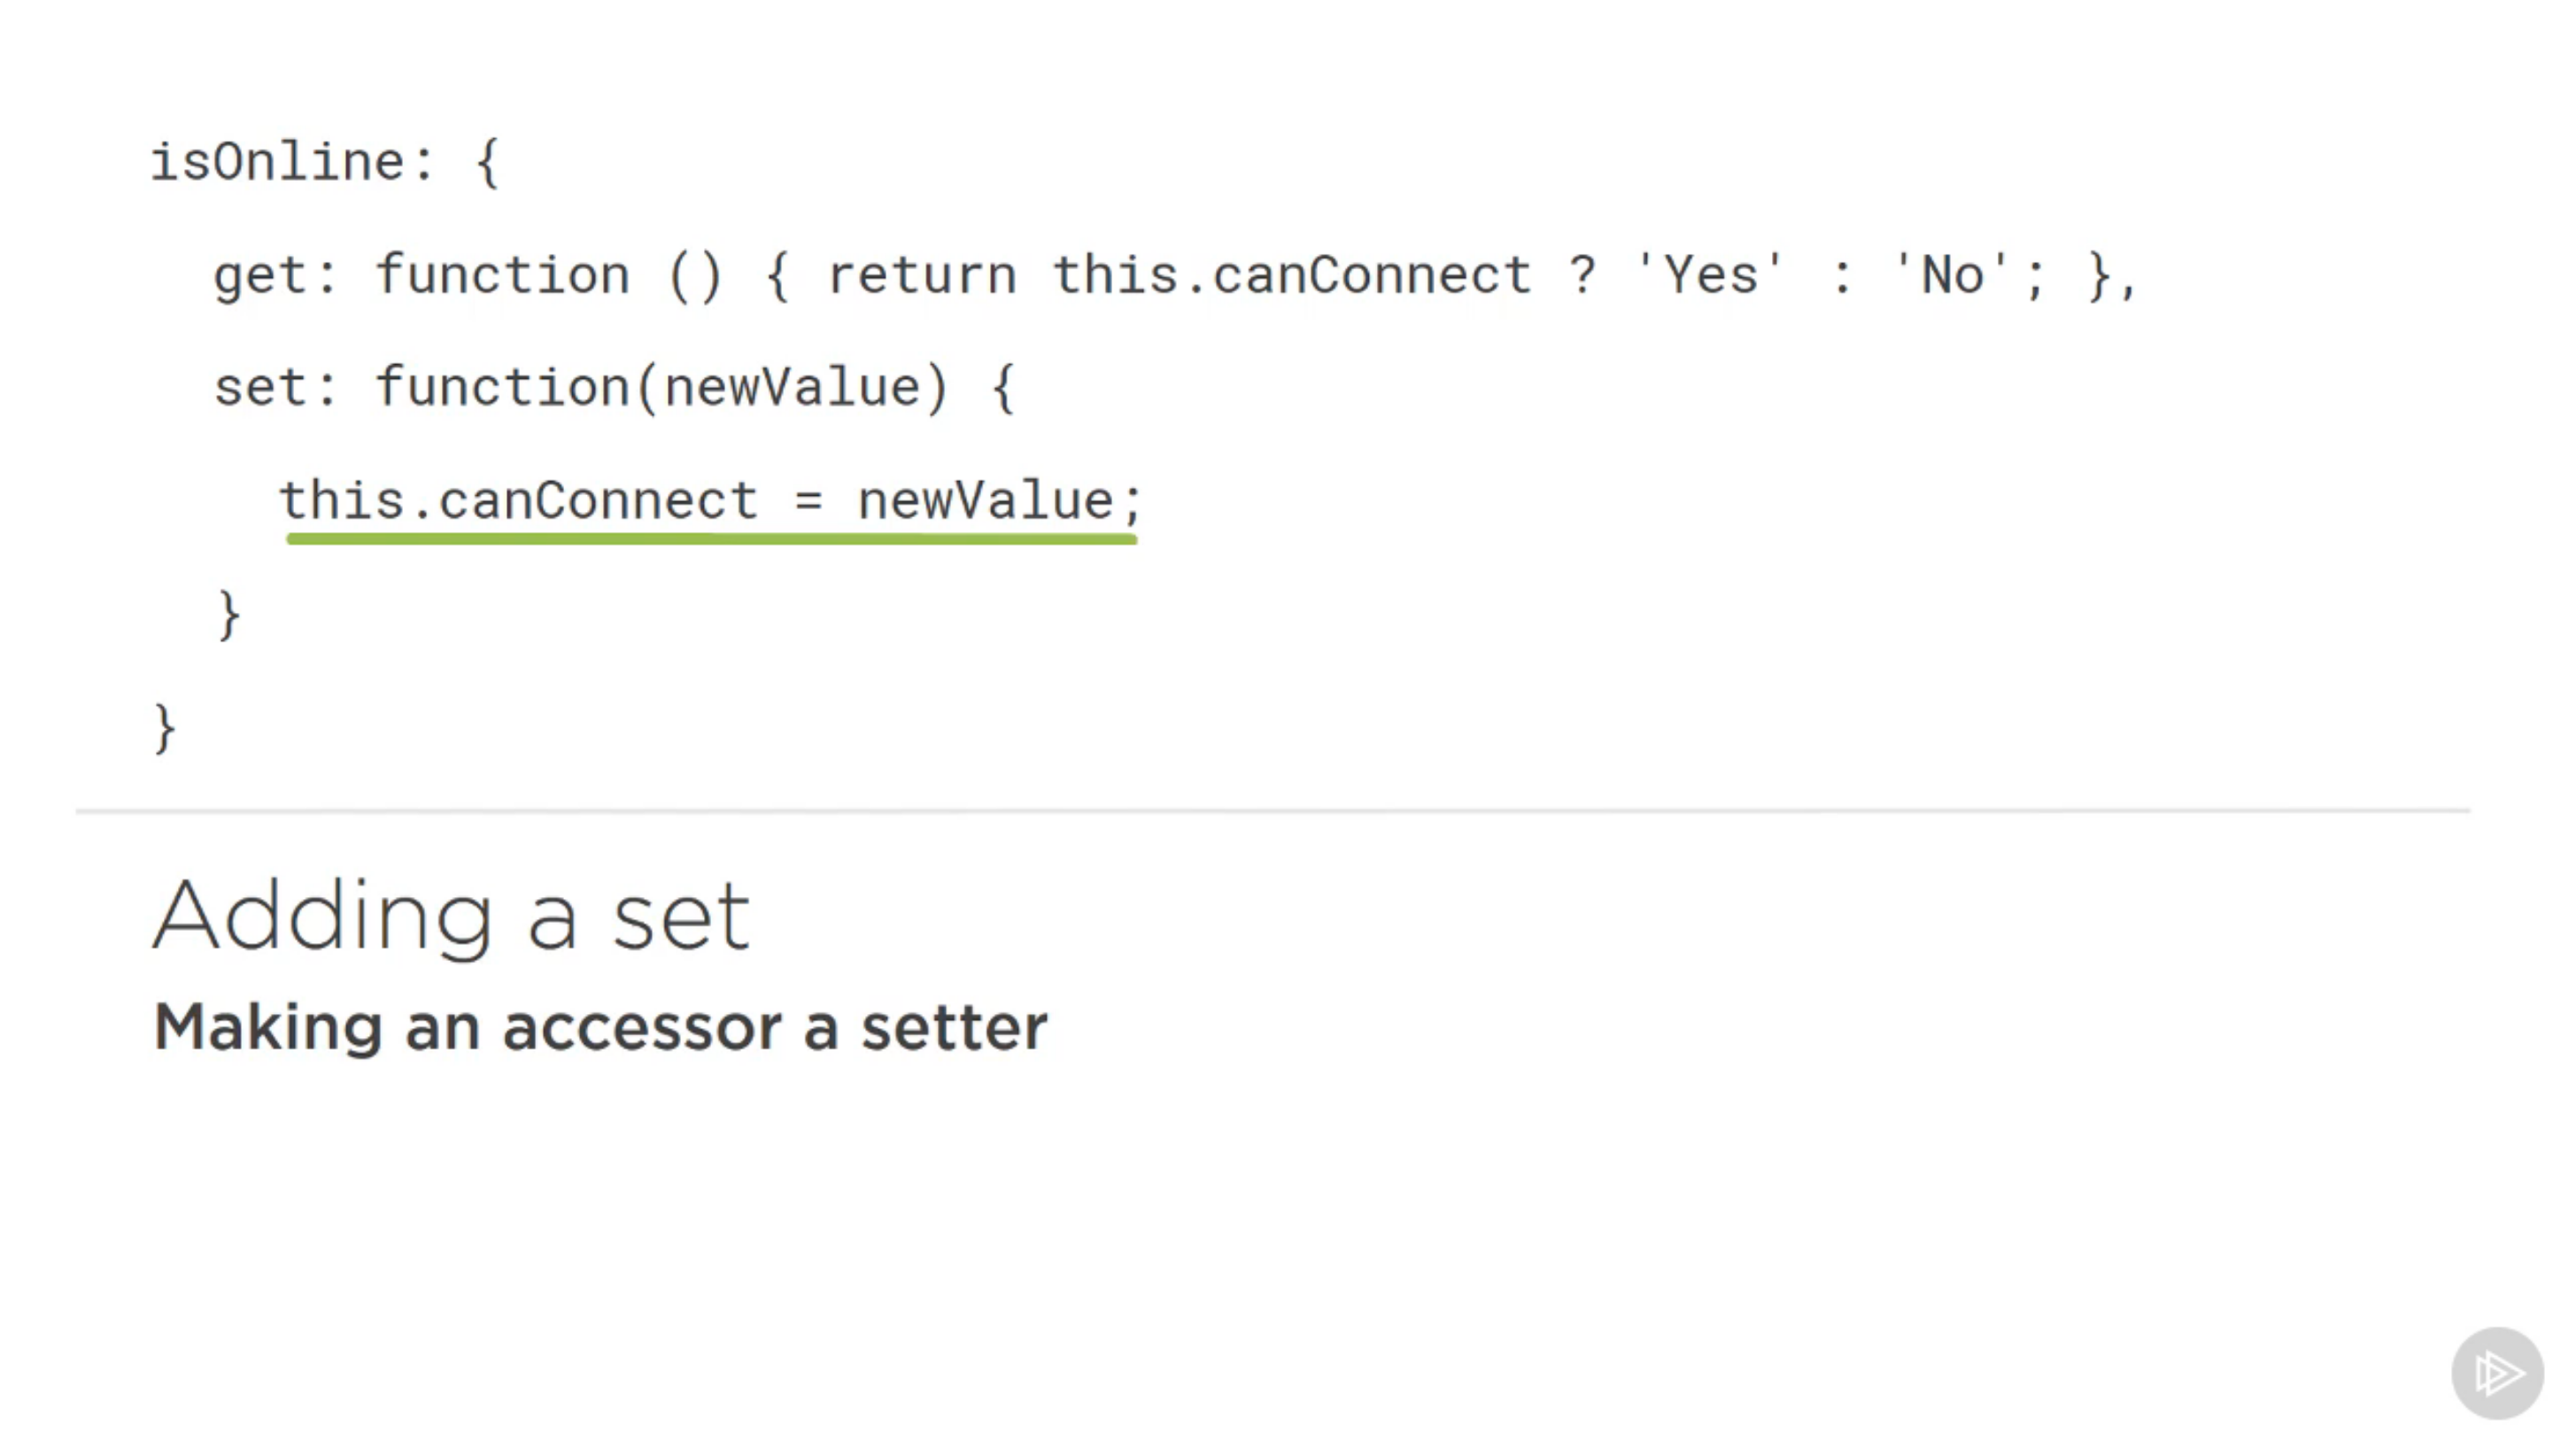 isOnline: {
get: function () { return this.canConnect ? 'Yes' : 'No'; },
set: function(newValue) {
this.canConnect = newValue;
}
}
Adding a set
Making an accessor a setter